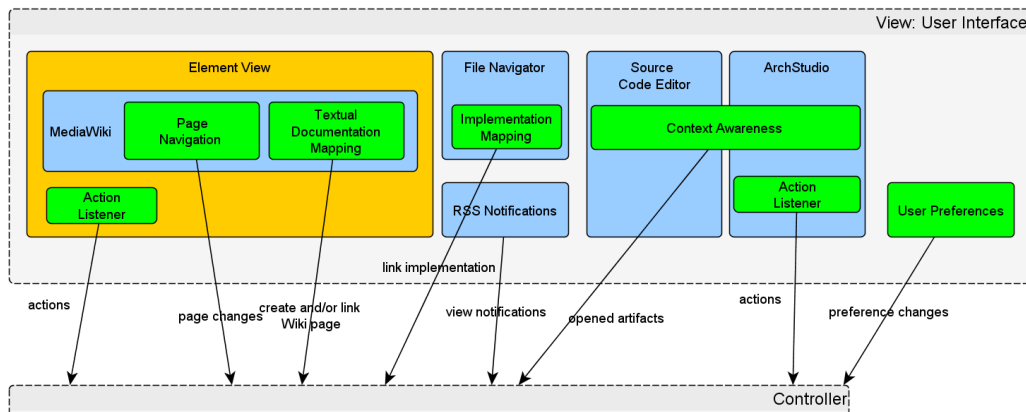 View: User Interface
Element View
File Navigator
Source
Code Editor
ArchStudio
MediaWiki
Page
Navigation
Textual
Documentation
Mapping
Implementation
Mapping
Context Awareness
Action
Listener
RSS Notifications
Action
Listener
User Preferences
link implementation
actions
page changes
create and/or link
Wiki page
view notifications
opened artifacts
actions
preference changes
Controller